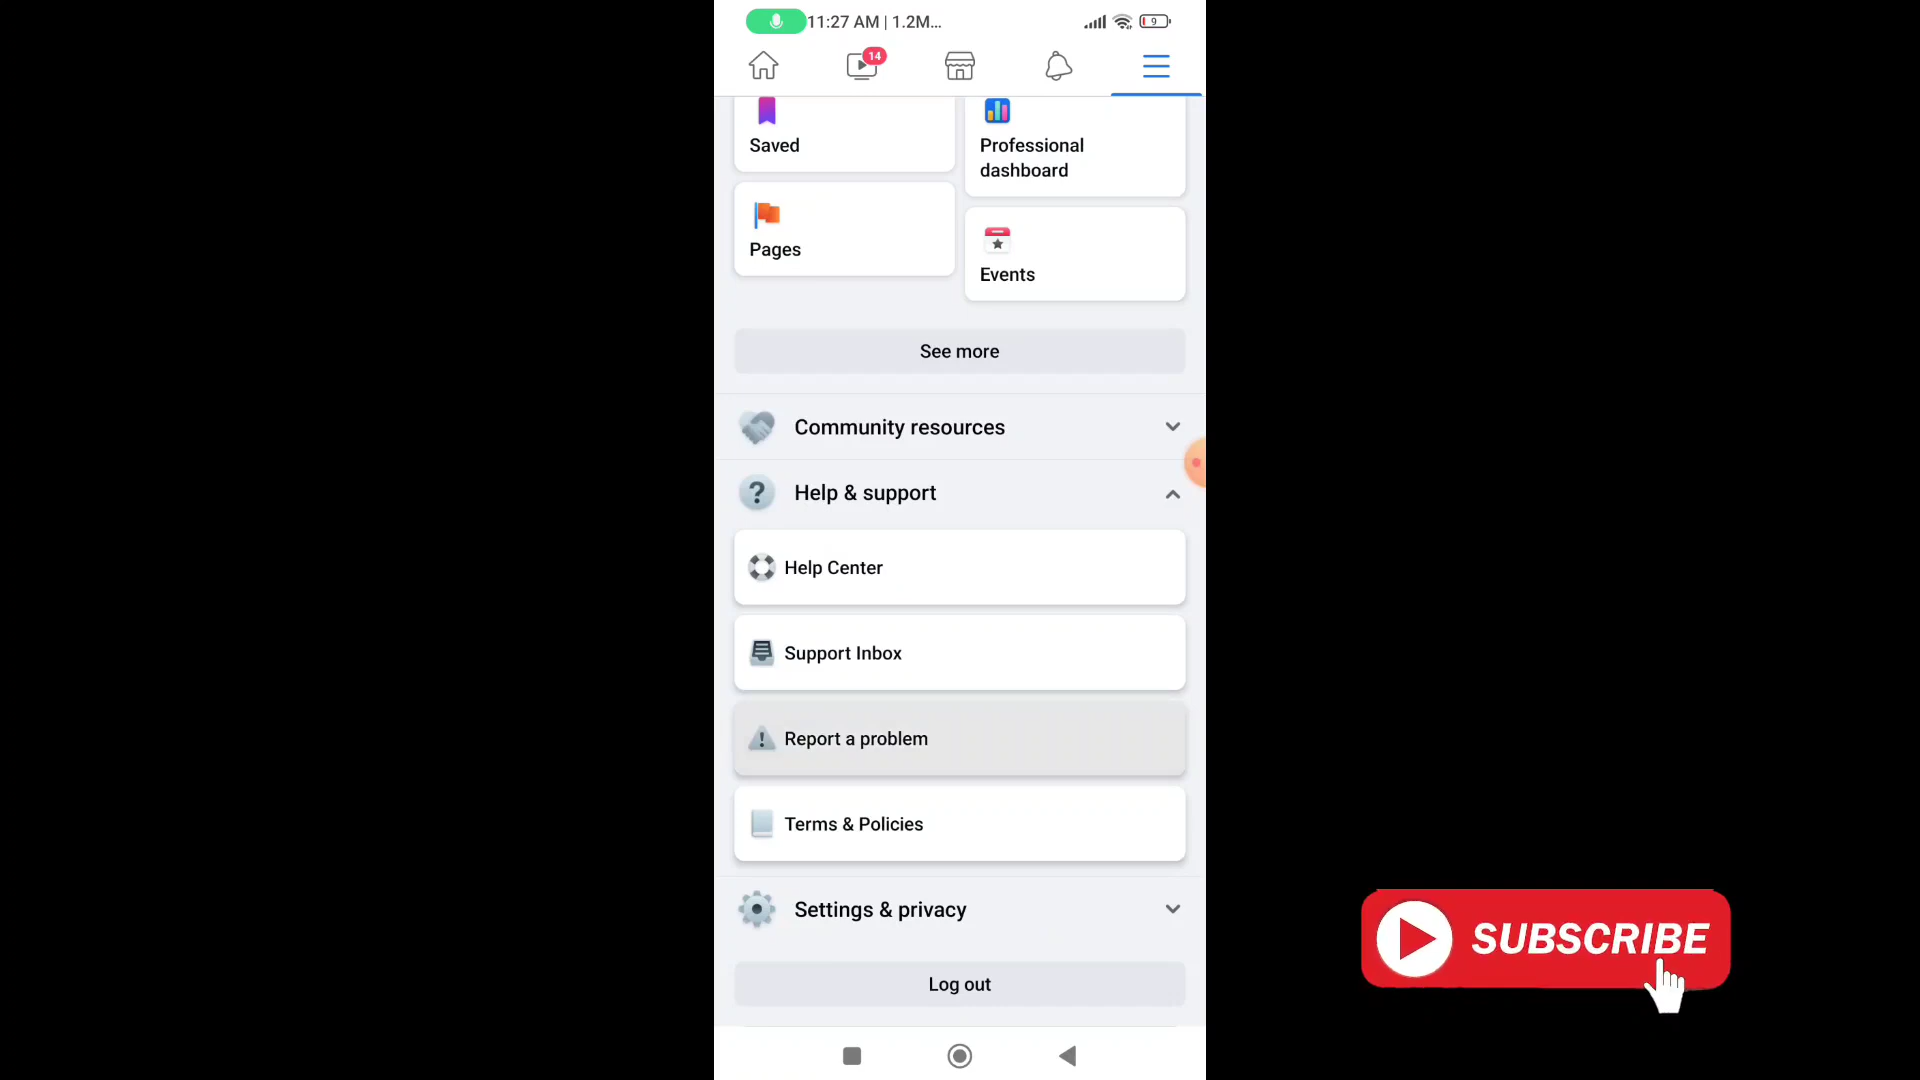 11:27 AM | 1.2M...
9
14
Saved
Professional
dashboard
Pages
Events
See more
Community resources
Help & support
Help Center
Support Inbox
Report a problem
Terms & Policies
Settings & privacy
Log out
SUBSCRIBE